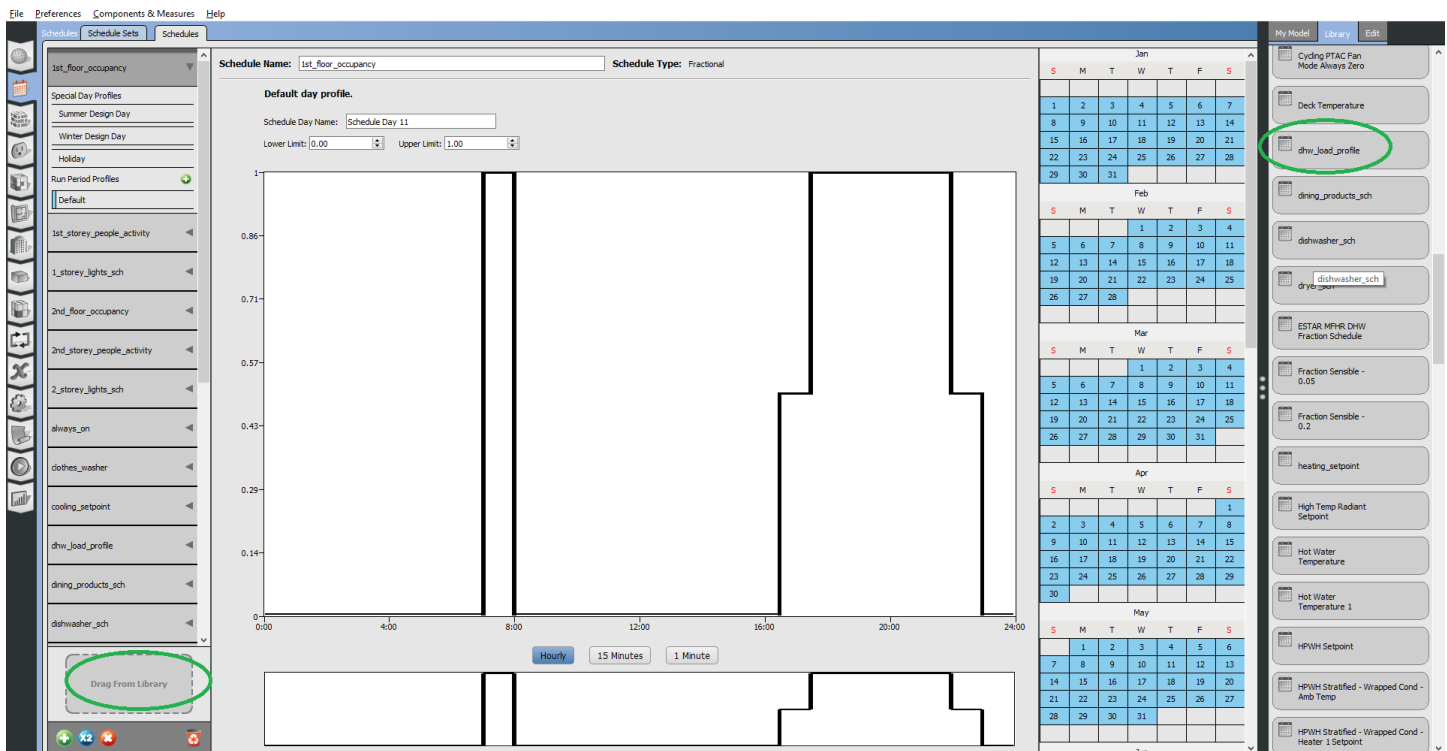 File Preferences Components & Measures Help
Schedules Schedule Sets Schedules
My Model Library Edit
1st_floor_occupancy
Special Day Profiles
Summer Design Day
Winter Design Day
Holiday
Run Period Profiles
Default
1st_storey_people_activity
1_storey_lights_sch
2nd_floor_occupancy
2nd_storey_people_activity
2_storey_lights_sch
always_on
clothes_washer
cooling_setpoint
dhw_load_profile
dining_products_sch
dishwasher_sch
Drag From Library
X2
Schedule Name: 1st_floor_occupancy Schedule Type: Fractional
Default day profile.
Schedule Day Name: Schedule Day 11
Lower Limit: 0.00 Upper Limit: 1.00
1
0.86
0.71
0.57
0.43
0.29
0.14
0
0:00 4:00 8:00 12:00 16:00 20:00 24:00
Hourly 15 Minutes 1 Minute
Jan
S M T W T F S
1 2 3 4 5 6 7
8 9 10 11 12 13 14
15 16 17 18 19 20 21
22 23 24 25 26 27 28
29 30 31
Feb
S M T W T F S
1 2 3 4
5 6 7 8 9 10 11
12 13 14 15 16 17 18
19 20 21 22 23 24 25
26 27 28
Mar
S M T W T F S
1 2 3 4
5 6 7 8 9 10 11
12 13 14 15 16 17 18
19 20 21 22 23 24 25
26 27 28 29 30 31
Apr
S M T W T F S
1
2 3 4 5 6 7 8
9 10 11 12 13 14 15
16 17 18 19 20 21 22
23 24 25 26 27 28 29
30
May
S M T W T F S
1 2 3 4 5 6
7 8 9 10 11 12 13
14 15 16 17 18 19 20
21 22 23 24 25 26 27
28 29 30 31
Cycling PTAC Fan
Mode Always Zero
Deck Temperature
dhw_load_profile
dining_products_sch
dishwasher_sch
dishwasher_sch
dryer_sch
ESTAR MFHR DHW
Fraction Schedule
Fraction Sensible -
0.05
Fraction Sensible -
0.2
heating_setpoint
High Temp Radiant
Setpoint
Hot Water
Temperature
Hot Water
Temperature 1
HPWH Setpoint
HPWH Stratified - Wrapped Cond -
Amb Temp
HPWH Stratified - Wrapped Cond -
Heater 1 Setpoint